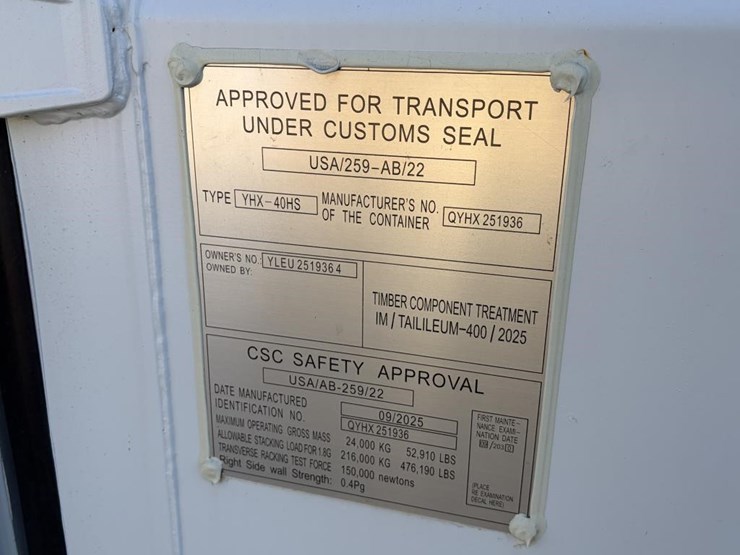 APPROVED FOR TRANSPORT
UNDER CUSTOMS SEAL
USA/259-AB/22
TYPE YHX-40HS MANUFACTURER'S NO. OF THE CONTAINER QYHX 251936
OWNER'S NO.: YLEU 251936 4
OWNED BY:
TIMBER COMPONENT TREATMENT
IM / TAILILEUM-400 / 2025
CSC SAFETY APPROVAL
USA/AB-259/22
DATE MANUFACTURED 09/2025
IDENTIFICATION NO. QYHX 251936
MAXIMUM OPERATING GROSS MASS 24,000 KG 52,910 LBS
ALLOWABLE STACKING LOAD FOR 1.8G 216,000 KG 476,190 LBS
TRANSVERSE RACKING TEST FORCE 150,000 newtons
Right Side wall Strength: 0.4Pg
FIRST MAINTE-
NANCE EXAMI-
NATION DATE
(PLACE
RE EXAMINATION
DECAL HERE)